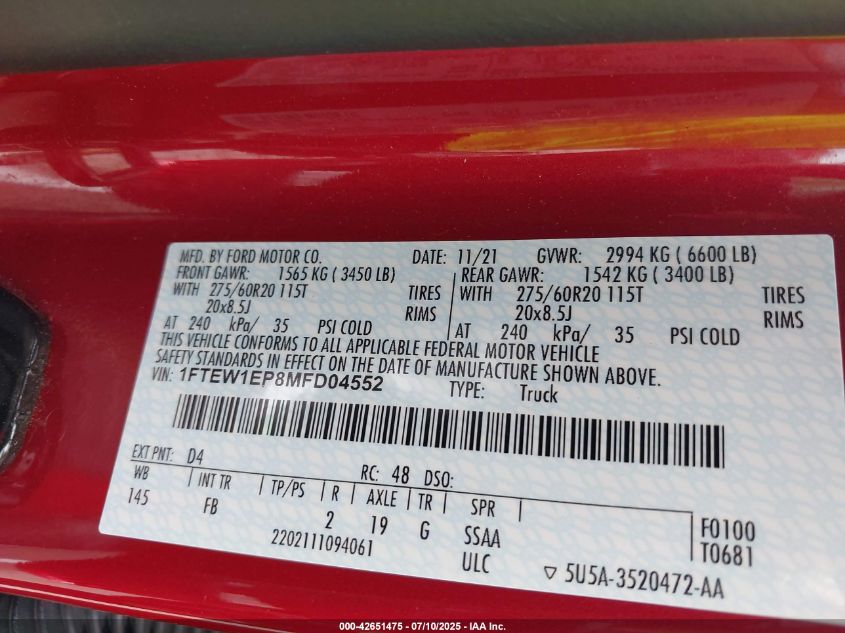 MFD. BY FORD MOTOR CO. DATE: 11/21 GVWR: 2994 KG ( 6600 LB)
FRONT GAWR: 1565 KG ( 3450 LB) REAR GAWR: 1542 KG ( 3400 LB)
WITH 275/60R20 115T TIRES WITH 275/60R20 115T TIRES
20x8.5J RIMS 20x8.5J RIMS
AT 240 kPa/ 35 PSI COLD AT 240 kPa/ 35 PSI COLD
THIS VEHICLE CONFORMS TO ALL APPLICABLE FEDERAL MOTOR VEHICLE
SAFETY STANDARDS IN EFFECT ON THE DATE OF MANUFACTURE SHOWN ABOVE.
VIN: 1FTEW1EP8MFD04552 TYPE: Truck
EXT PNT: D4 RC: 48 DSO:
WB INT TR TP/PS R AXLE TR SPR
145 FB 2 19 G SSAA F0100
2202111094061 ULC T0681
▽ 5U5A-3520472-AA
000-42651475 | 07/10/2025 | IAA Inc.